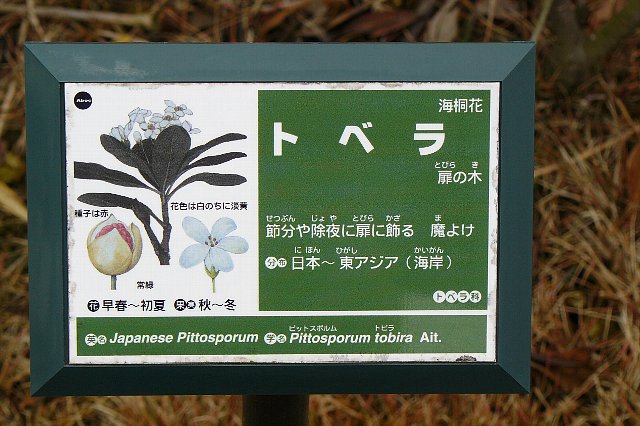 Aboc
海桐花
トベラ
とびら き
扉の木
せつぶん じょや とびら かざ ま
節分や除夜に扉に飾る 魔よけ
にほん ひがし かいがん
分布 日本～東アジア（海岸）
トベラ科
種子は赤
花色は白のちに淡黄
常緑
花 早春～初夏 果実 秋～冬
ピットスポルム トビラ
英名 Japanese Pittosporum 学名 Pittosporum tobira Ait.